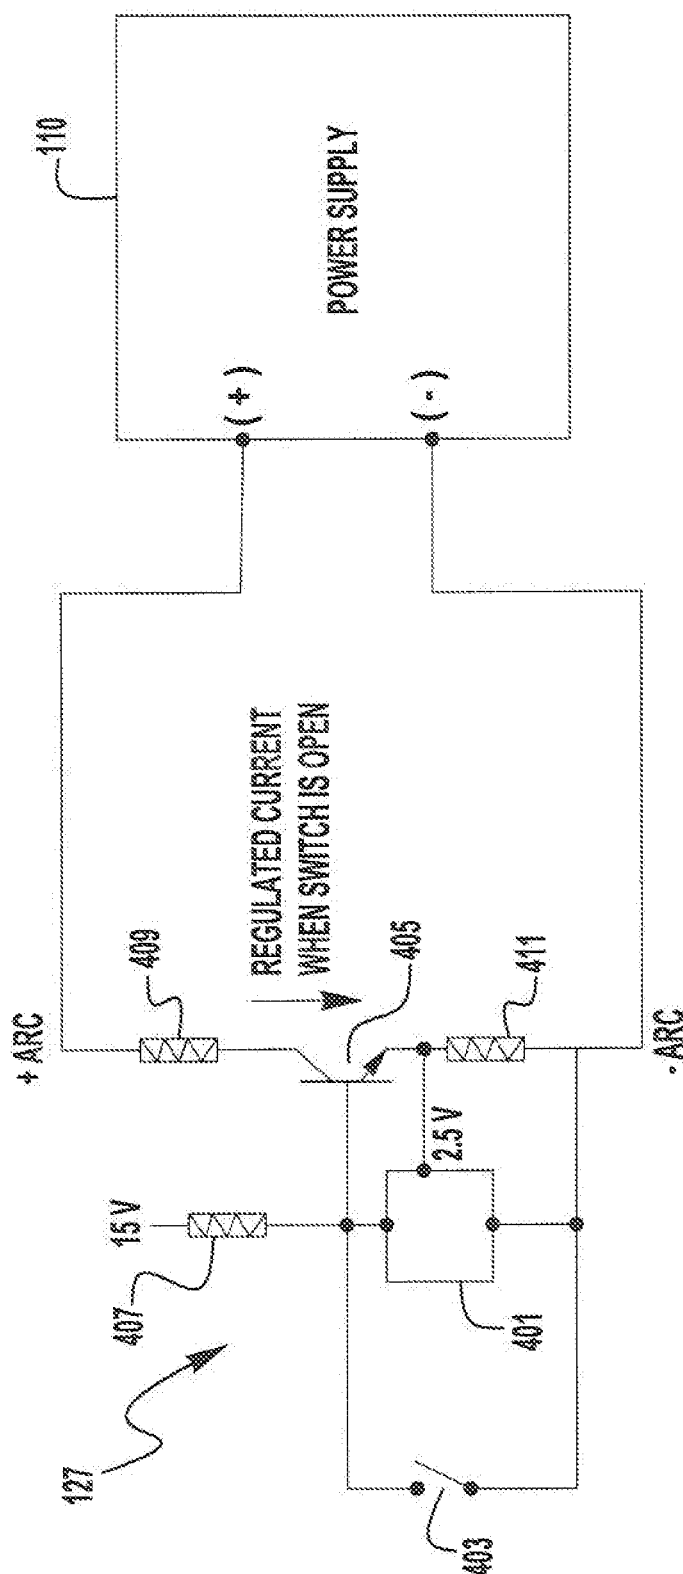 127
15 V
407
403
401
2.5 V
+ ARC
409
405
411
- ARC
REGULATED CURRENT
WHEN SWITCH IS OPEN
110
( + )
( - )
POWER SUPPLY